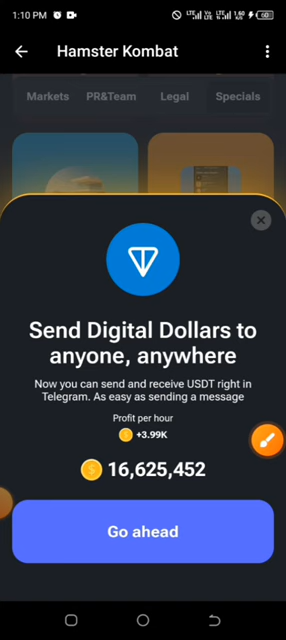 1:10 PM
Hamster Kombat
Markets PR&Team Legal Specials
Send Digital Dollars to
anyone, anywhere
Now you can send and receive USDT right in
Telegram. As easy as sending a message
Profit per hour
+3.99K
16,625,452
Go ahead